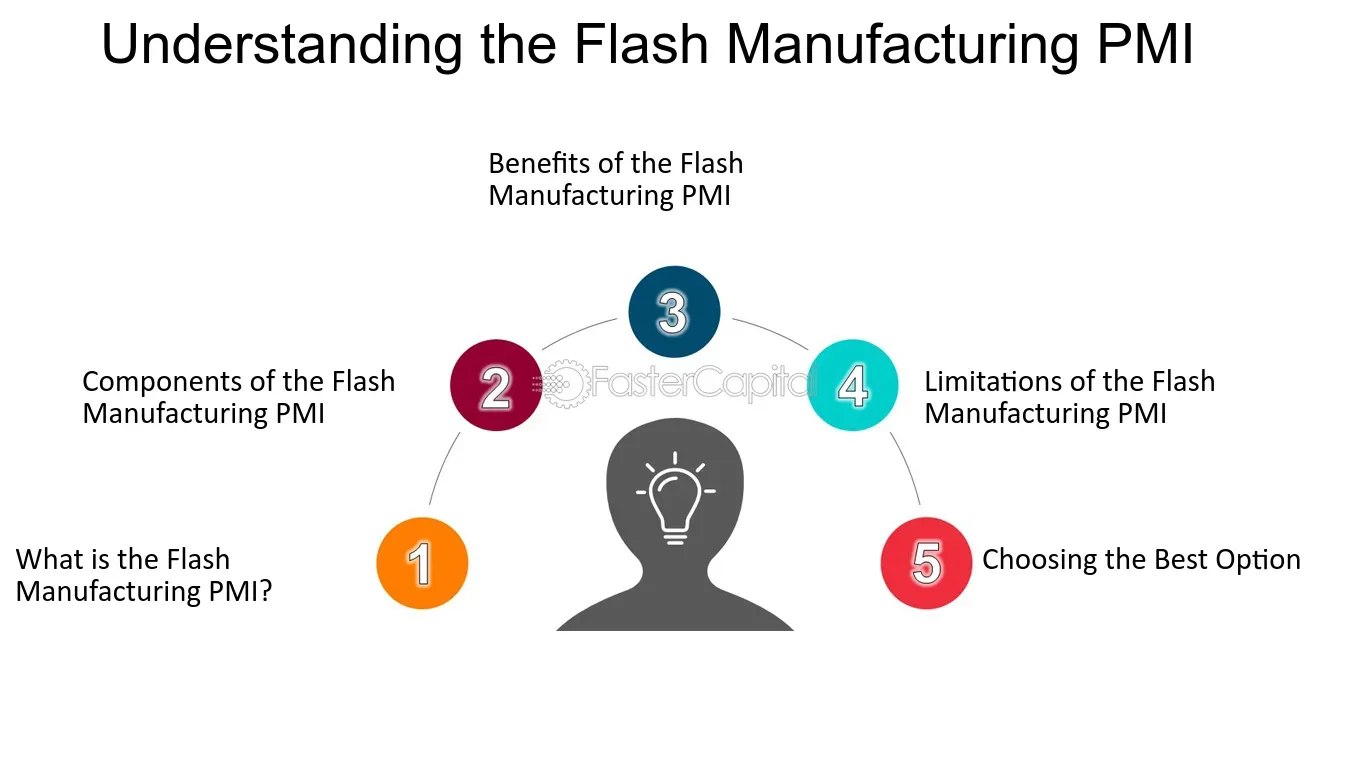 Understanding the Flash Manufacturing PMI
Benefits of the Flash
Manufacturing PMI
3
2
FasterCapital
4
Components of the Flash
Manufacturing PMI
Limitations of the Flash
Manufacturing PMI
What is the Flash
Manufacturing PMI?
1
5
Choosing the Best Option